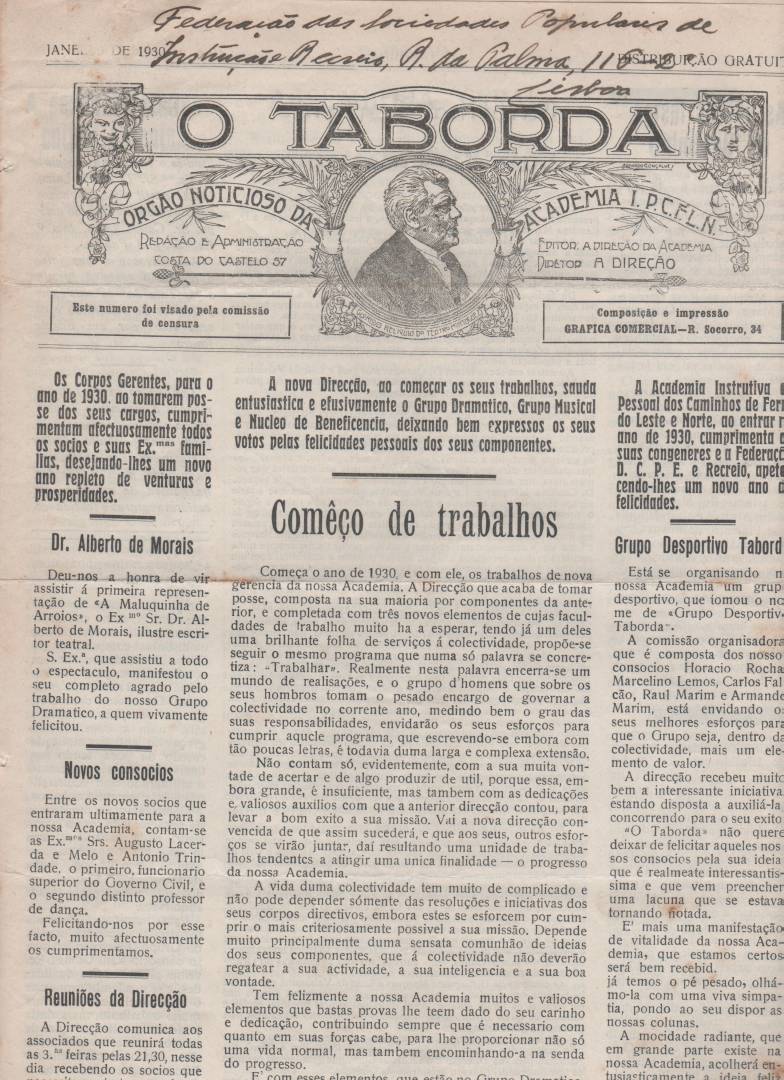 Federação das Sociedades Populares de
Instrução e Recreio, R. da Palma, 116-2º
Lisboa
DE 1930
DISTRIBUIÇÃO GRATUIT
O TABORDA
ORGÃO NOTICIOSO DA
ACADEMIA I. P. C. F. L. N.
REDAÇÃO E ADMINISTRAÇÃO
COSTA DO CASTELO 57
EDITOR: A DIREÇÃO DA ACADEMIA
DIRETOR A DIREÇÃO
Este numero foi visado pela comissão
de censura
Composição e impressão
GRAFICA COMERCIAL—R. Socorro, 34
Os Corpos Gerentes, para o
ano de 1930, ao tomarem pos-
se dos seus cargos, cumpri-
mentam afectuosamente todos
os socios e suas Ex.mas fami-
lias, desejando-lhes um novo
ano repleto de venturas e
prosperidades.
Dr. Alberto de Morais
Deu-nos a honra de vir
assistir á primeira represen-
tação de «A Maluquinha de
Arroios», o Ex mº Sr. Dr. Al-
berto de Morais, ilustre escri-
tor teatral.
S. Ex.ª, que assistiu a todo
o espectaculo, manifestou o
seu completo agrado pelo
trabalho do nosso Grupo
Dramatico, a quem vivamente
felicitou.
Novos consocios
Entre os novos socios que
entraram ultimamente para a
nossa Academia, contam-se
as Ex.mos Srs. Augusto Lacer-
da e Melo e Antonio Trin-
dade, o primeiro, funcionario
superior do Governo Civil, e
o segundo distinto professor
de dança.
Felicitando-nos por esse
facto, muito afectuosamente
os cumprimentamos.
Reuniões da Direcção
A Direcção comunica aos
associados que reunirá todas
as 3.ªs feiras pelas 21,30, nesse
dia recebendo os socios que
A nova Direcção, ao começar os seus trabalhos, sauda
entusiastica e efusivamente o Grupo Dramatico, Grupo Musical
e Nucleo de Beneficencia, deixando bem expressos os seus
votos pelas felicidades pessoais dos seus componentes.
Comêço de trabalhos
Começa o ano de 1930, e com ele, os trabalhos de nova
gerencia da nossa Academia. A Direcção que acaba de tomar
posse, composta na sua maioria por componentes da ante-
rior, e completada com três novos elementos de cujas facul-
dades de trabalho muito ha a esperar, tendo já um deles
uma brilhante folha de serviços á colectividade, propõe-se
seguir o mesmo programa que numa só palavra se concre-
tiza: «Trabalhar». Realmente nesta palavra encerra-se um
mundo de realisações, e o grupo d'homens que sobre os
seus hombros tomam o pesado encargo de governar a
colectividade no corrente ano, medindo bem o grau das
suas responsabilidades, envidarão os seus esforços para
cumprir aquele programa, que escrevendo-se embora com
tão poucas letras, é todavia duma larga e complexa extensão.
Não contam só, evidentemente, com a sua muita von-
tade de acertar e de algo produzir de util, porque essa, em-
bora grande, é insuficiente, mas tambem com as dedicações
e valiosos auxilios com que a anterior direcção contou, para
levar a bom exito a sua missão. Vai a nova direcção con-
vencida de que assim sucederá, e que aos seus, outros esfor-
ços se virão juntar, daí resultando uma unidade de traba-
lhos tendentes a atingir uma unica finalidade — o progresso
da nossa Academia.
A vida duma colectividade tem muito de complicado e
não pode depender sómente das resoluções e iniciativas dos
seus corpos directivos, embora estes se esforcem por cum-
prir o mais criteriosamente possivel a sua missão. Depende
muito principalmente duma sensata comunhão de ideias
dos seus componentes, que á colectividade não deverão
regatear a sua actividade, a sua inteligencia e a sua boa
vontade.
Tem felizmente a nossa Academia muitos e valiosos
elementos que bastas provas lhe teem dado do seu carinho
e dedicação, contribuindo sempre que é necessario com
quanto em suas forças cabe, para lhe proporcionar não só
uma vida normal, mas tambem encominhando-a na senda
do progresso.
E' com esses elementos, que estão no Grupo Dramatico
A Academia Instrutiva
Pessoal dos Caminhos de Ferr
do Leste e Norte, ao entrar
ano de 1930, cumprimenta
suas congeneres e a Federaçã
D. C. P. E. e Recreio, apete
cendo-lhes um novo ano d
felicidades.
Grupo Desportivo Tabord
Está se organisando n
nossa Academia um grup
desportivo, que tomou o no
me de «Grupo Desportiv
Taborda».
A comissão organisadora
que é composta dos nosso
consocios Horacio Rocha
Marcelino Lemos, Carlos Fal
cão, Raul Marim e Armande
Marim, está envidando o
seus melhores esforços para
que o Grupo seja, dentro da
colectividade, mais um ele-
mento de valor.
A direcção recebeu muito
bem a interessante iniciativa
estando disposta a auxiliá-la
concorrendo para o seu exito
"O Taborda» não quere
deixar de felicitar aqueles nos
sos consocios pela sua ideia
que é realmeate interessantis-
sima e que vem preencher
uma lacuna que se estava
tornando notada.
E' mais uma manifestação
de vitalidade da nossa Aca-
demia, que estamos certos
será bem recebid.
já temos o pé pesado, olhá-
mo-la com uma viva simpa-
tia, pondo ao seu dispor as
nossas colunas.
A mocidade radiante, que
em grande parte existe na
nossa Academia, acolherá en-
tusiasticamente a ideia feliz